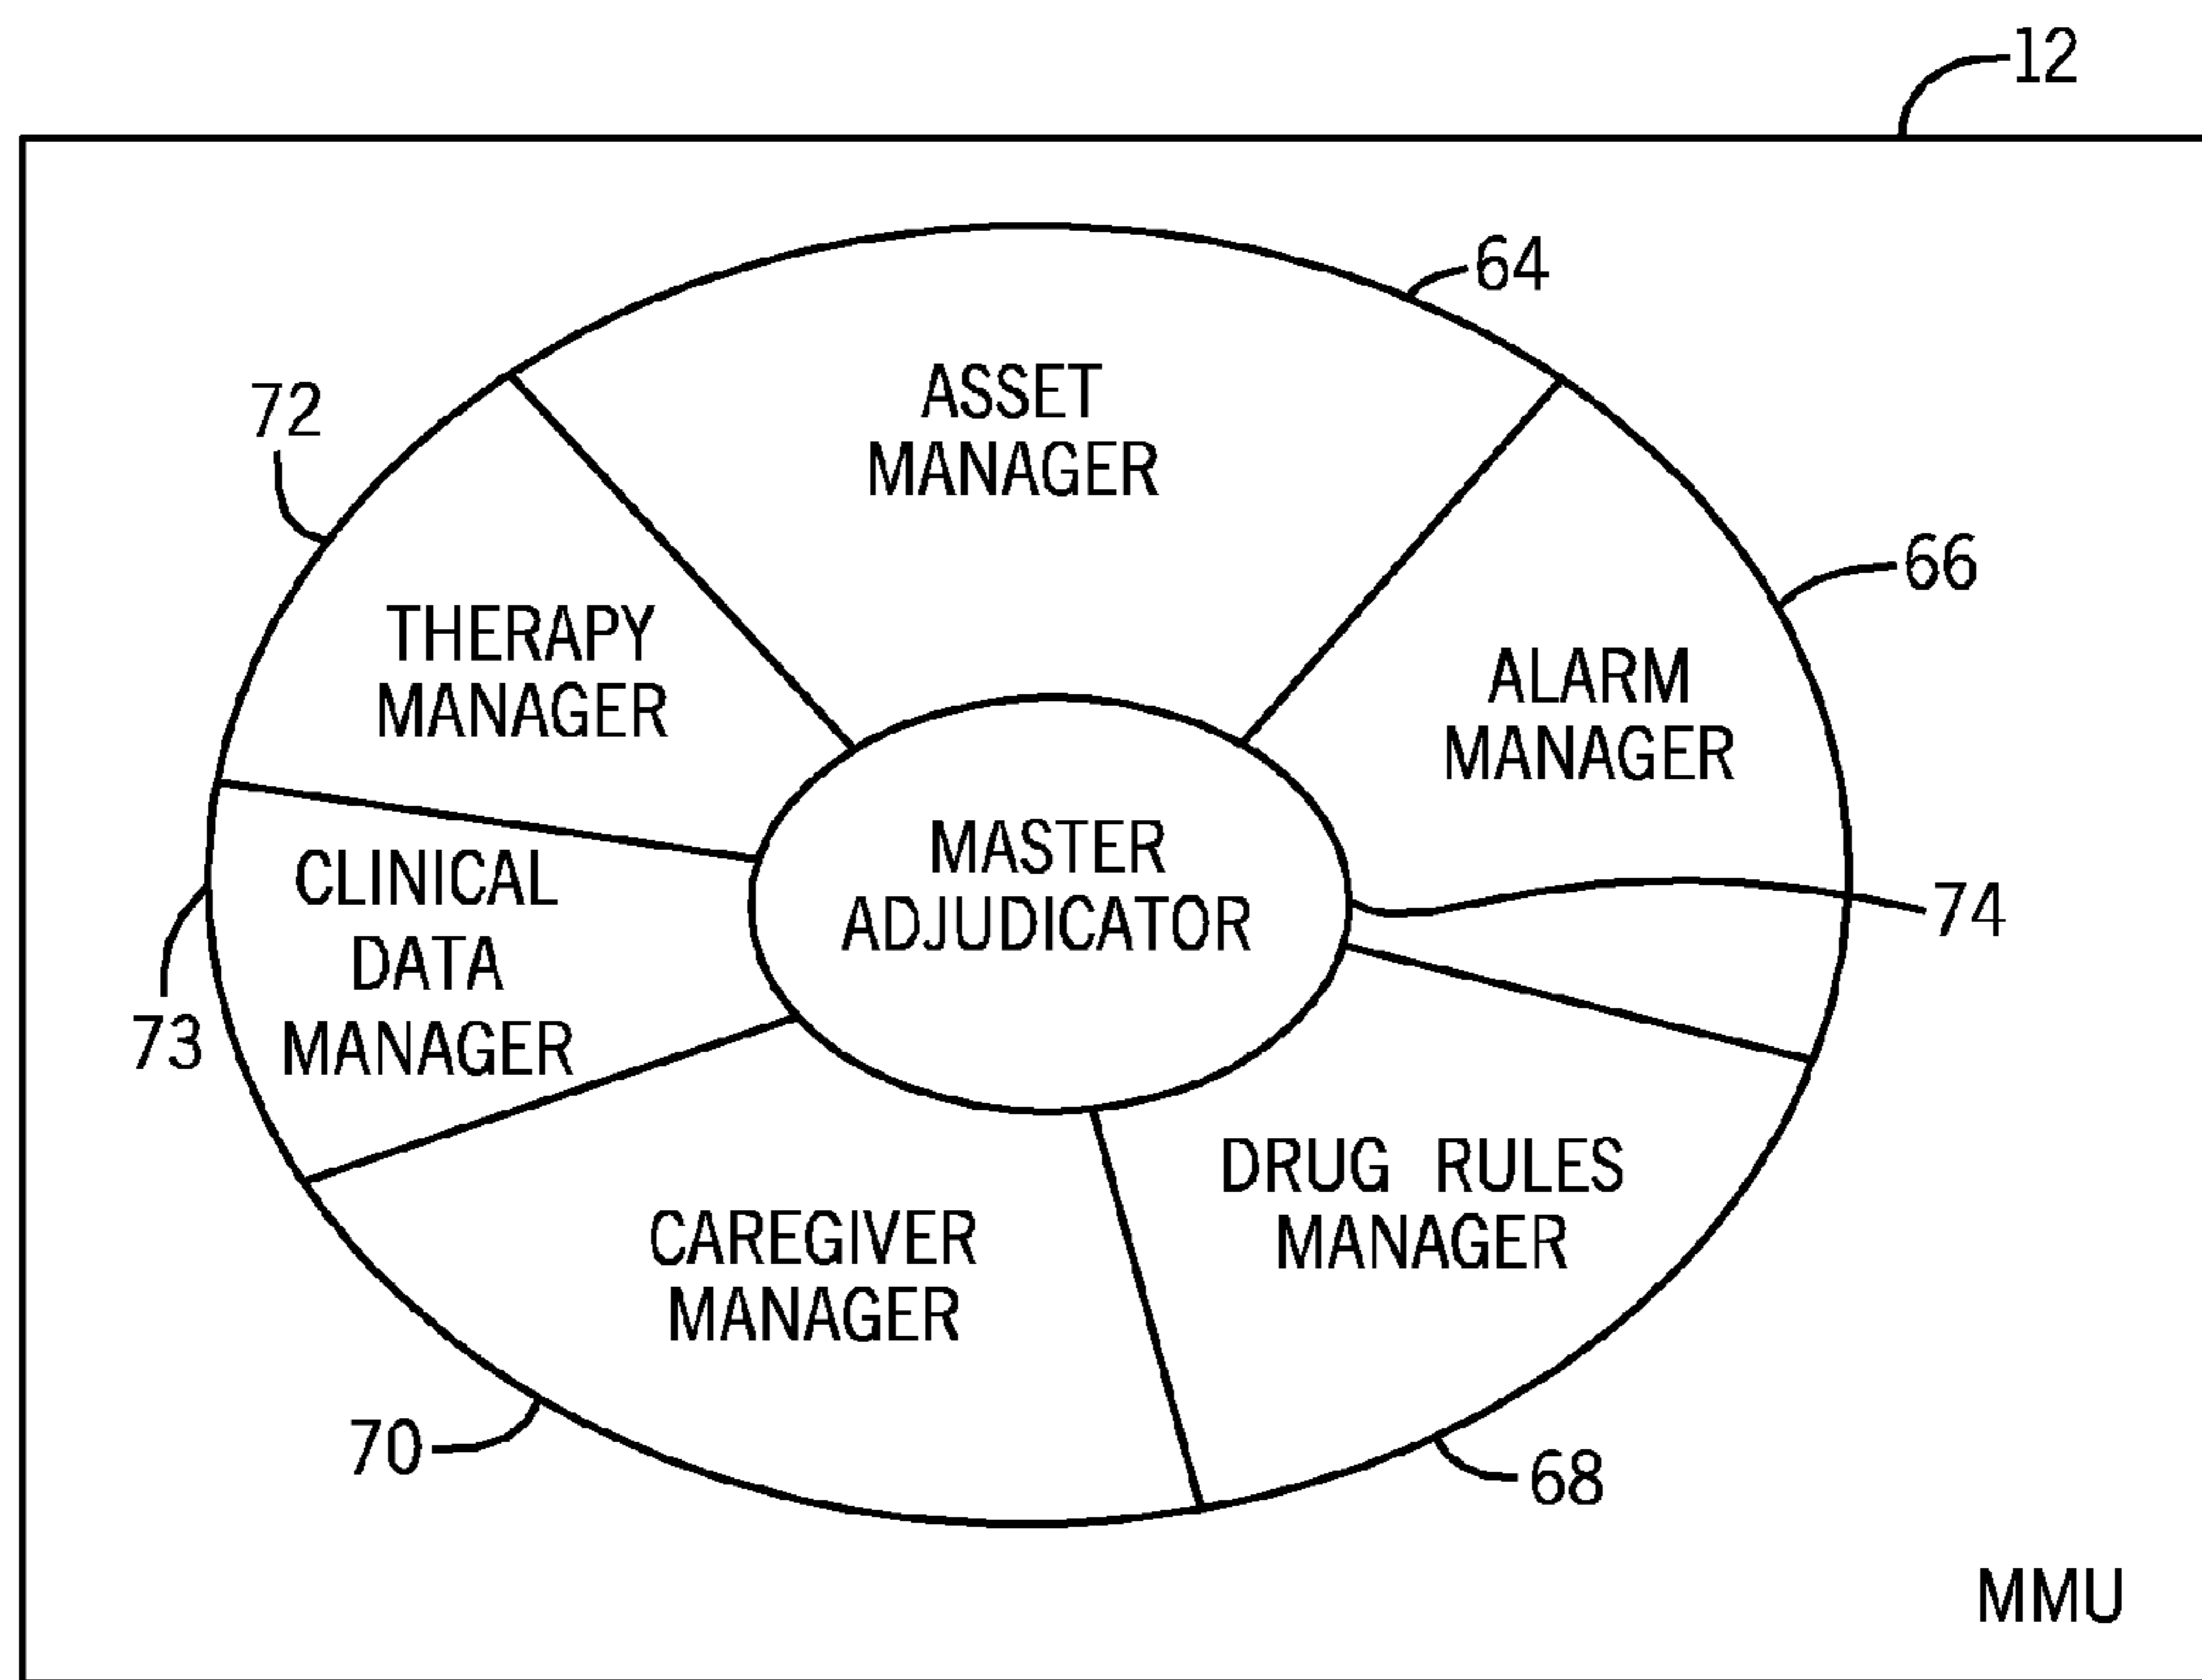 12
64
ASSET
MANAGER
72
66
THERAPY
MANAGER
ALARM
MANAGER
MASTER
ADJUDICATOR
CLINICAL
DATA
MANAGER
74
73
DRUG RULES
MANAGER
CAREGIVER
MANAGER
70
68
MMU